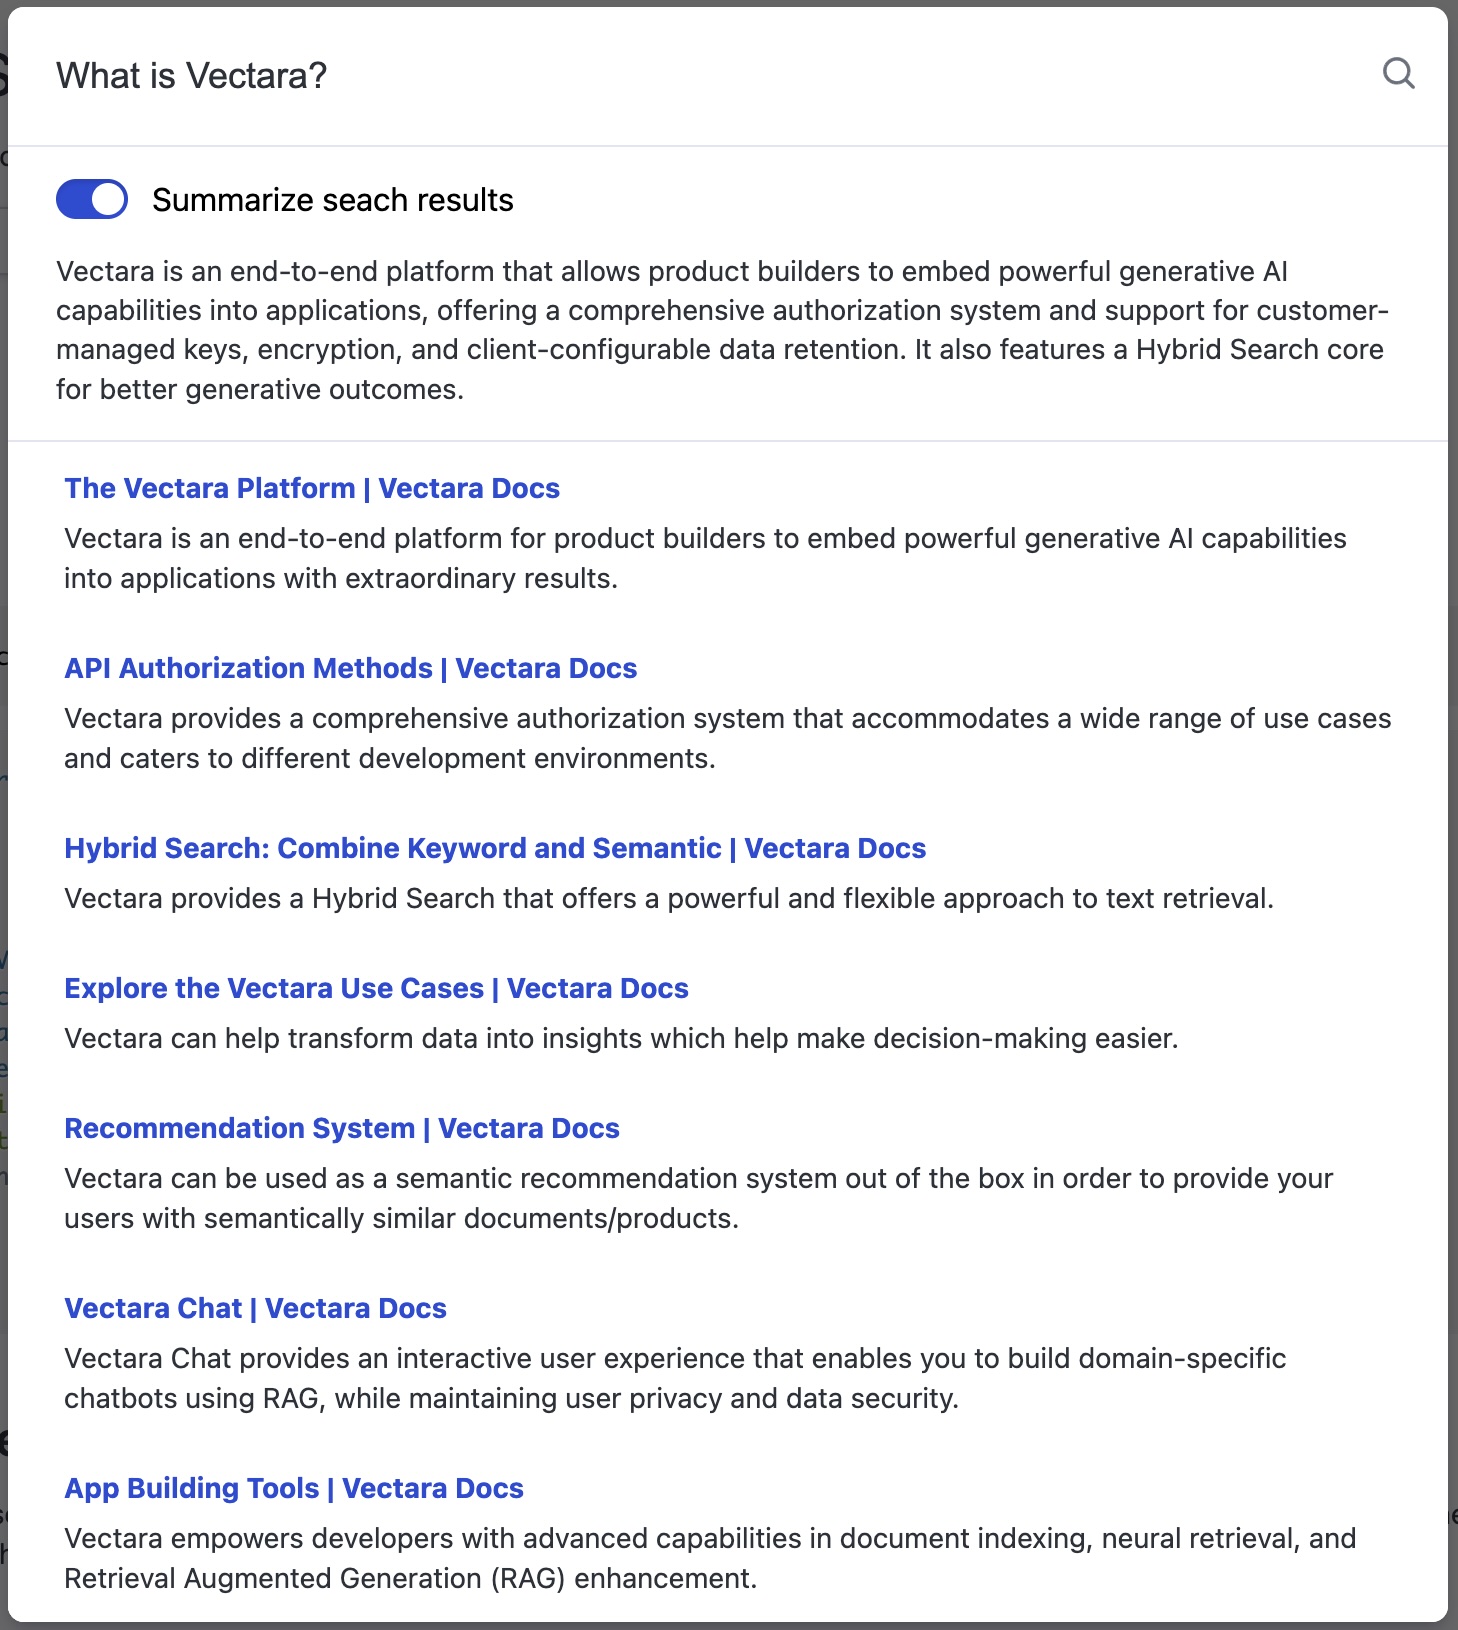 What is Vectara?
Summarize seach results
Vectara is an end-to-end platform that allows product builders to embed powerful generative AI
capabilities into applications, offering a comprehensive authorization system and support for customer-
managed keys, encryption, and client-configurable data retention. It also features a Hybrid Search core
for better generative outcomes.
The Vectara Platform | Vectara Docs
Vectara is an end-to-end platform for product builders to embed powerful generative AI capabilities
into applications with extraordinary results.
API Authorization Methods | Vectara Docs
Vectara provides a comprehensive authorization system that accommodates a wide range of use cases
and caters to different development environments.
Hybrid Search: Combine Keyword and Semantic | Vectara Docs
Vectara provides a Hybrid Search that offers a powerful and flexible approach to text retrieval.
Explore the Vectara Use Cases | Vectara Docs
Vectara can help transform data into insights which help make decision-making easier.
Recommendation System | Vectara Docs
Vectara can be used as a semantic recommendation system out of the box in order to provide your
users with semantically similar documents/products.
Vectara Chat | Vectara Docs
Vectara Chat provides an interactive user experience that enables you to build domain-specific
chatbots using RAG, while maintaining user privacy and data security.
App Building Tools | Vectara Docs
Vectara empowers developers with advanced capabilities in document indexing, neural retrieval, and
Retrieval Augmented Generation (RAG) enhancement.